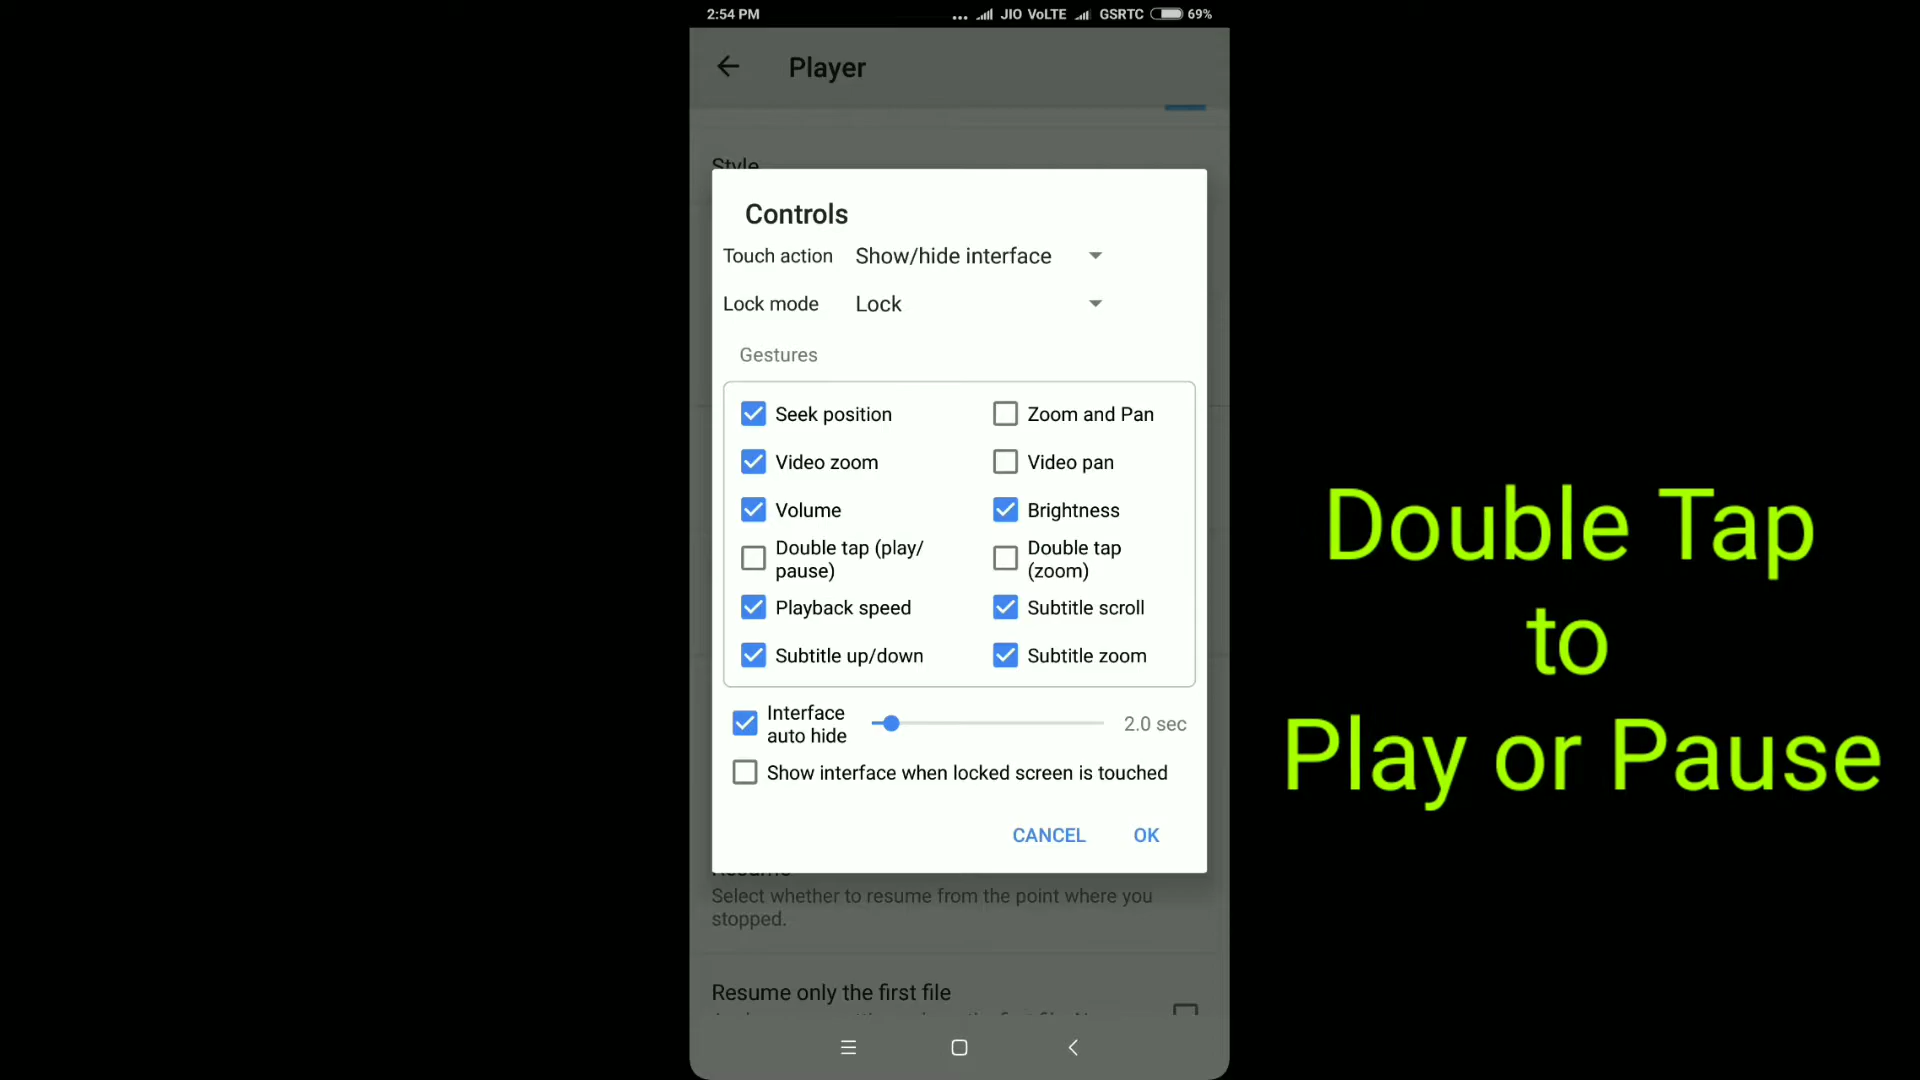 2:54 PM ... JIO VoLTE GSRTC 69%
Player
Style
Controls
Touch action Show/hide interface
Lock mode Lock
Gestures
Seek position Zoom and Pan
Video zoom Video pan
Volume Brightness
Double tap (play/
pause)
Double tap
(zoom)
Playback speed Subtitle scroll
Subtitle up/down Subtitle zoom
Interface
auto hide
2.0 sec
Show interface when locked screen is touched
CANCEL OK
Resume
Select whether to resume from the point where you
stopped.
Resume only the first file
Double Tap
to
Play or Pause